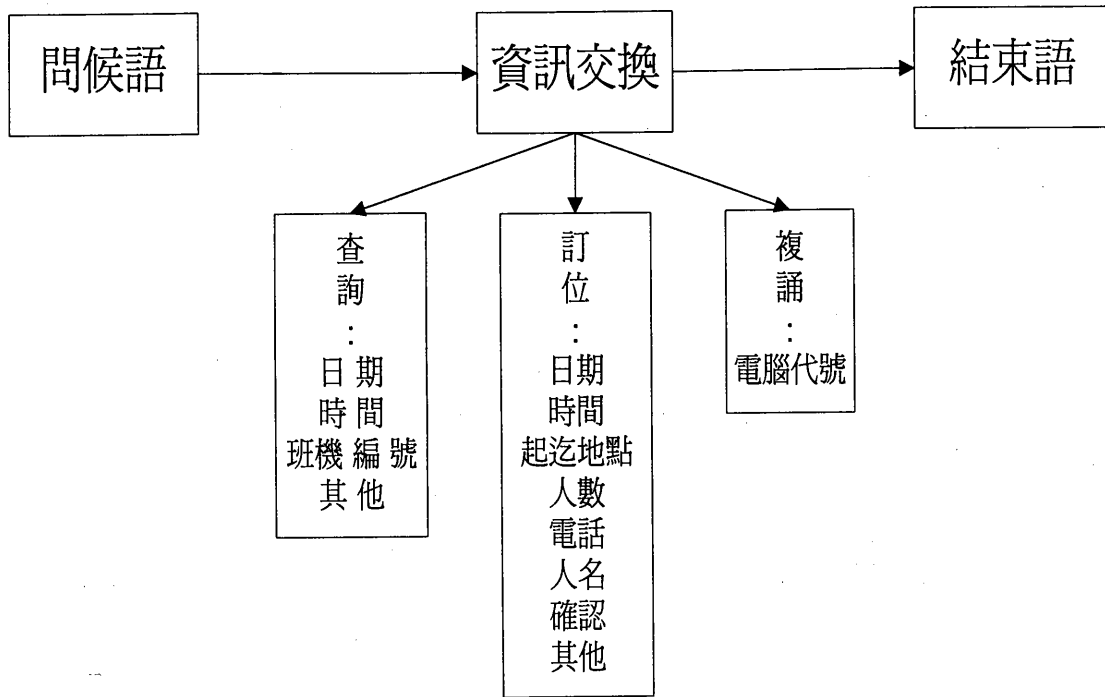 問候語
資訊交換
結束語
查
詢
:
日期
時間
班機編號
其他
訂
位
:
日期
時間
起迄地點
人數
電話
人名
確認
其他
複
誦
:
電腦代號